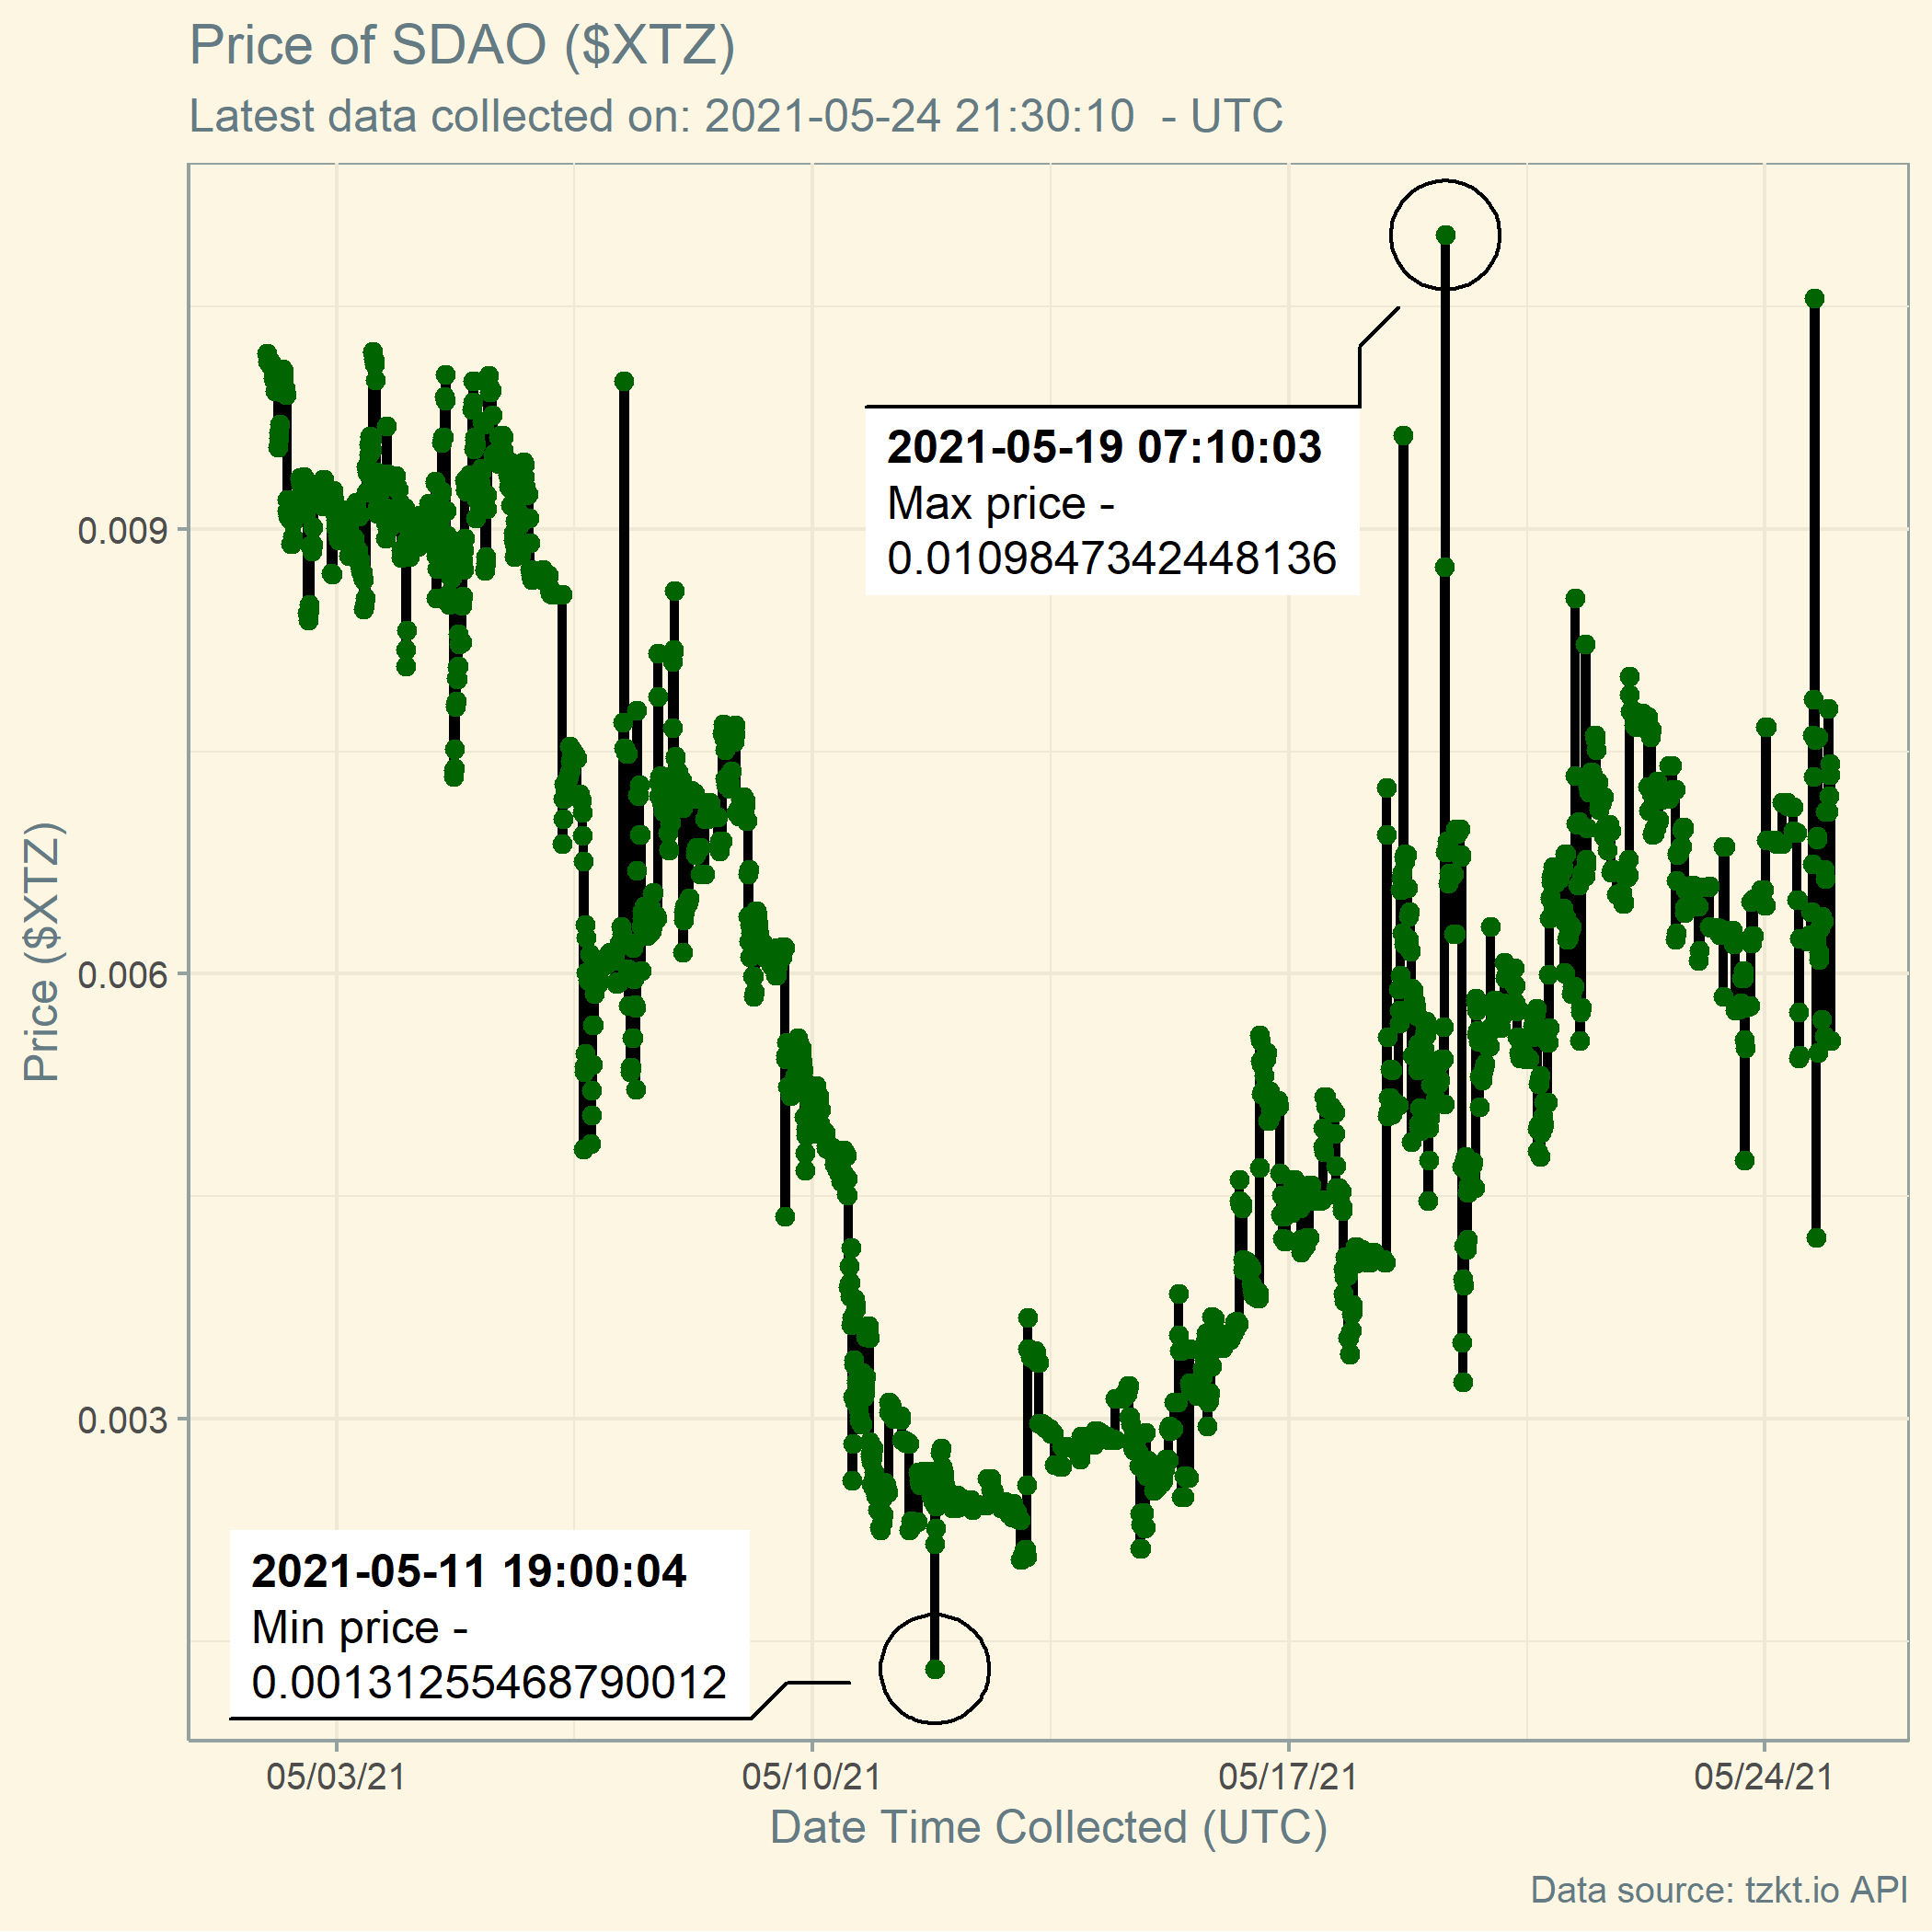 Price of SDAO ($XTZ)
Latest data collected on: 2021-05-24 21:30:10  - UTC
2021-05-19 07:10:03
Max price -
0.0109847342448136
0.009
0.006
0.003
Price ($XTZ)
2021-05-11 19:00:04
Min price -
0.00131255468790012
05/03/21
05/10/21
05/17/21
05/24/21
Date Time Collected (UTC)
Data source: tzkt.io API